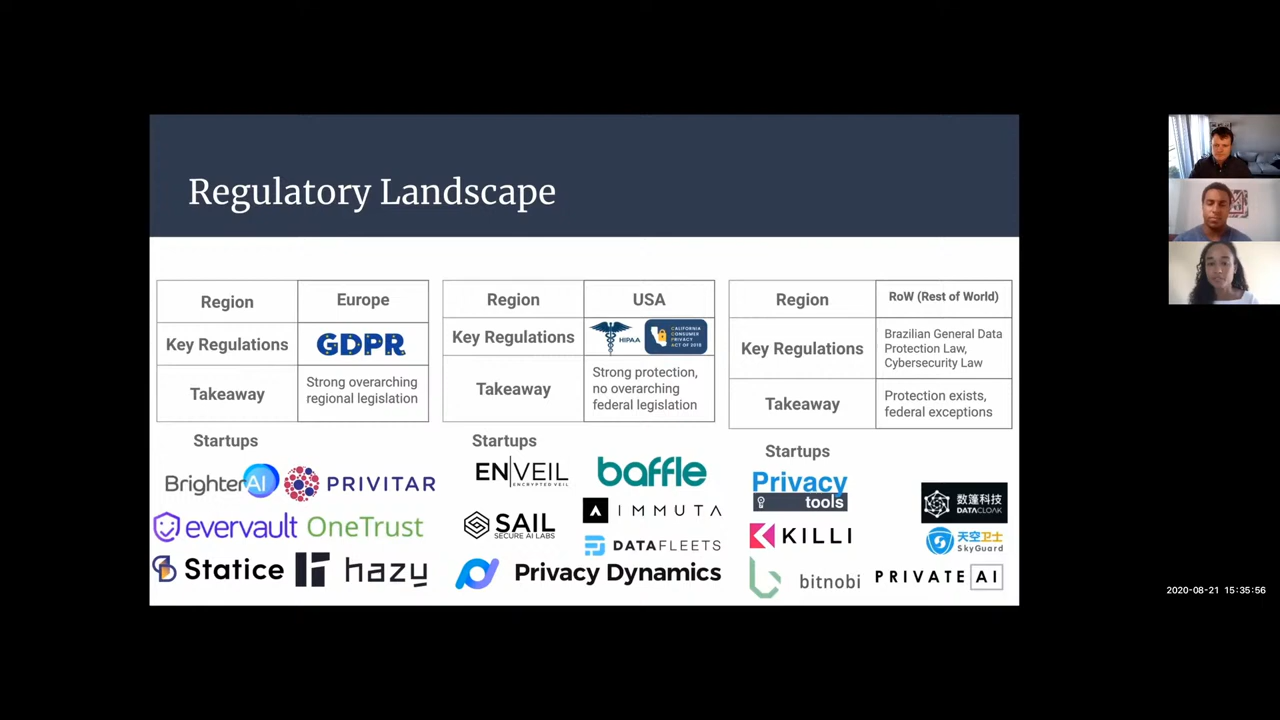 Regulatory Landscape
Region
Europe
Key Regulations
GDPR
Takeaway
Strong overarching
regional legislation
Startups
BrighterAI
PRIVITAR
evervault
OneTrust
Statice
hazy
Region
USA
Key Regulations
HIPAA
CALIFORNIA
CONSUMER
PRIVACY
ACT OF 2018
Takeaway
Strong protection,
no overarching
federal legislation
Startups
ENVEIL
ENCRYPTED VEIL
baffle
SAIL
SECURE AI LABS
IMMUTA
DATAFLEETS
Privacy Dynamics
Region
RoW (Rest of World)
Key Regulations
Brazilian General Data
Protection Law,
Cybersecurity Law
Takeaway
Protection exists,
federal exceptions
Startups
Privacy
tools
数篷科技
DATACLOAK
KILLI
天空卫士
SkyGuard
bitnobi
PRIVATE AI
2020-08-21 15:35:56